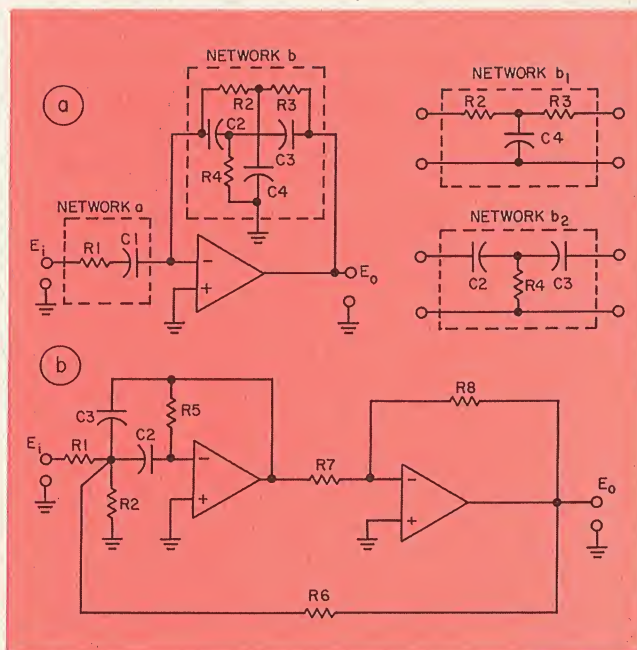 a
NETWORK b
R2 R3
C2
C3
R4
C4
NETWORK a
Ei R1 C1
-
+
Eo
NETWORK b1
R2 R3
C4
NETWORK b2
C2 C3
R4
b
R8
C3 R5
Ei R1 C2
-
+
R2
R7
-
+
Eo
R6